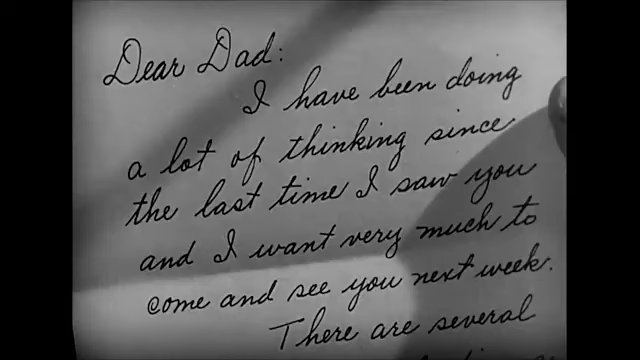 Dear Dad:
I have been doing
a lot of thinking since
the last time I saw you
and I want very much to
come and see you next week.
There are several